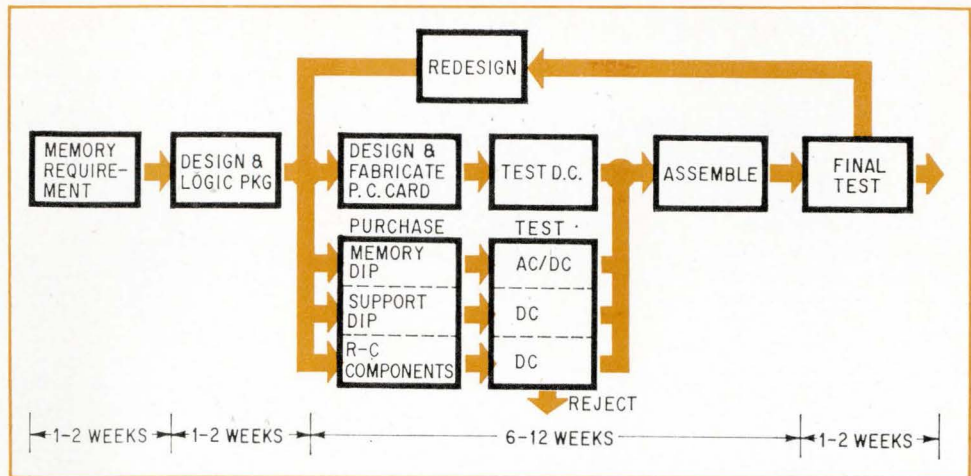 REDESIGN
MEMORY
REQUIRE-
MENT
DESIGN &
LOGIC PKG
DESIGN &
FABRICATE
P.C. CARD
TEST D.C.
ASSEMBLE
FINAL
TEST
PURCHASE
TEST
MEMORY
DIP
AC/DC
SUPPORT
DIP
DC
R-C
COMPONENTS
DC
REJECT
1-2 WEEKS
1-2 WEEKS
6-12 WEEKS
1-2 WEEKS